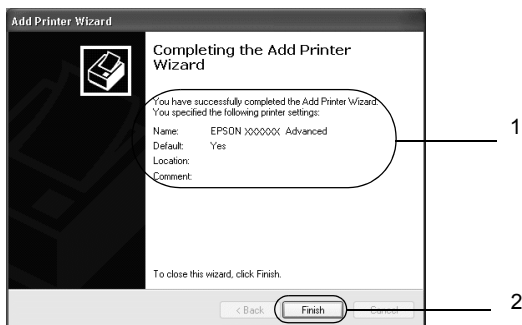 Add Printer Wizard
Completing the Add Printer
Wizard
You have successfully completed the Add Printer Wizard.
You specified the following printer settings:
Name: EPSON XXXXXX Advanced
Default: Yes
Location:
Comment:
1
To close this wizard, click Finish.
< Back Finish Cancel
2